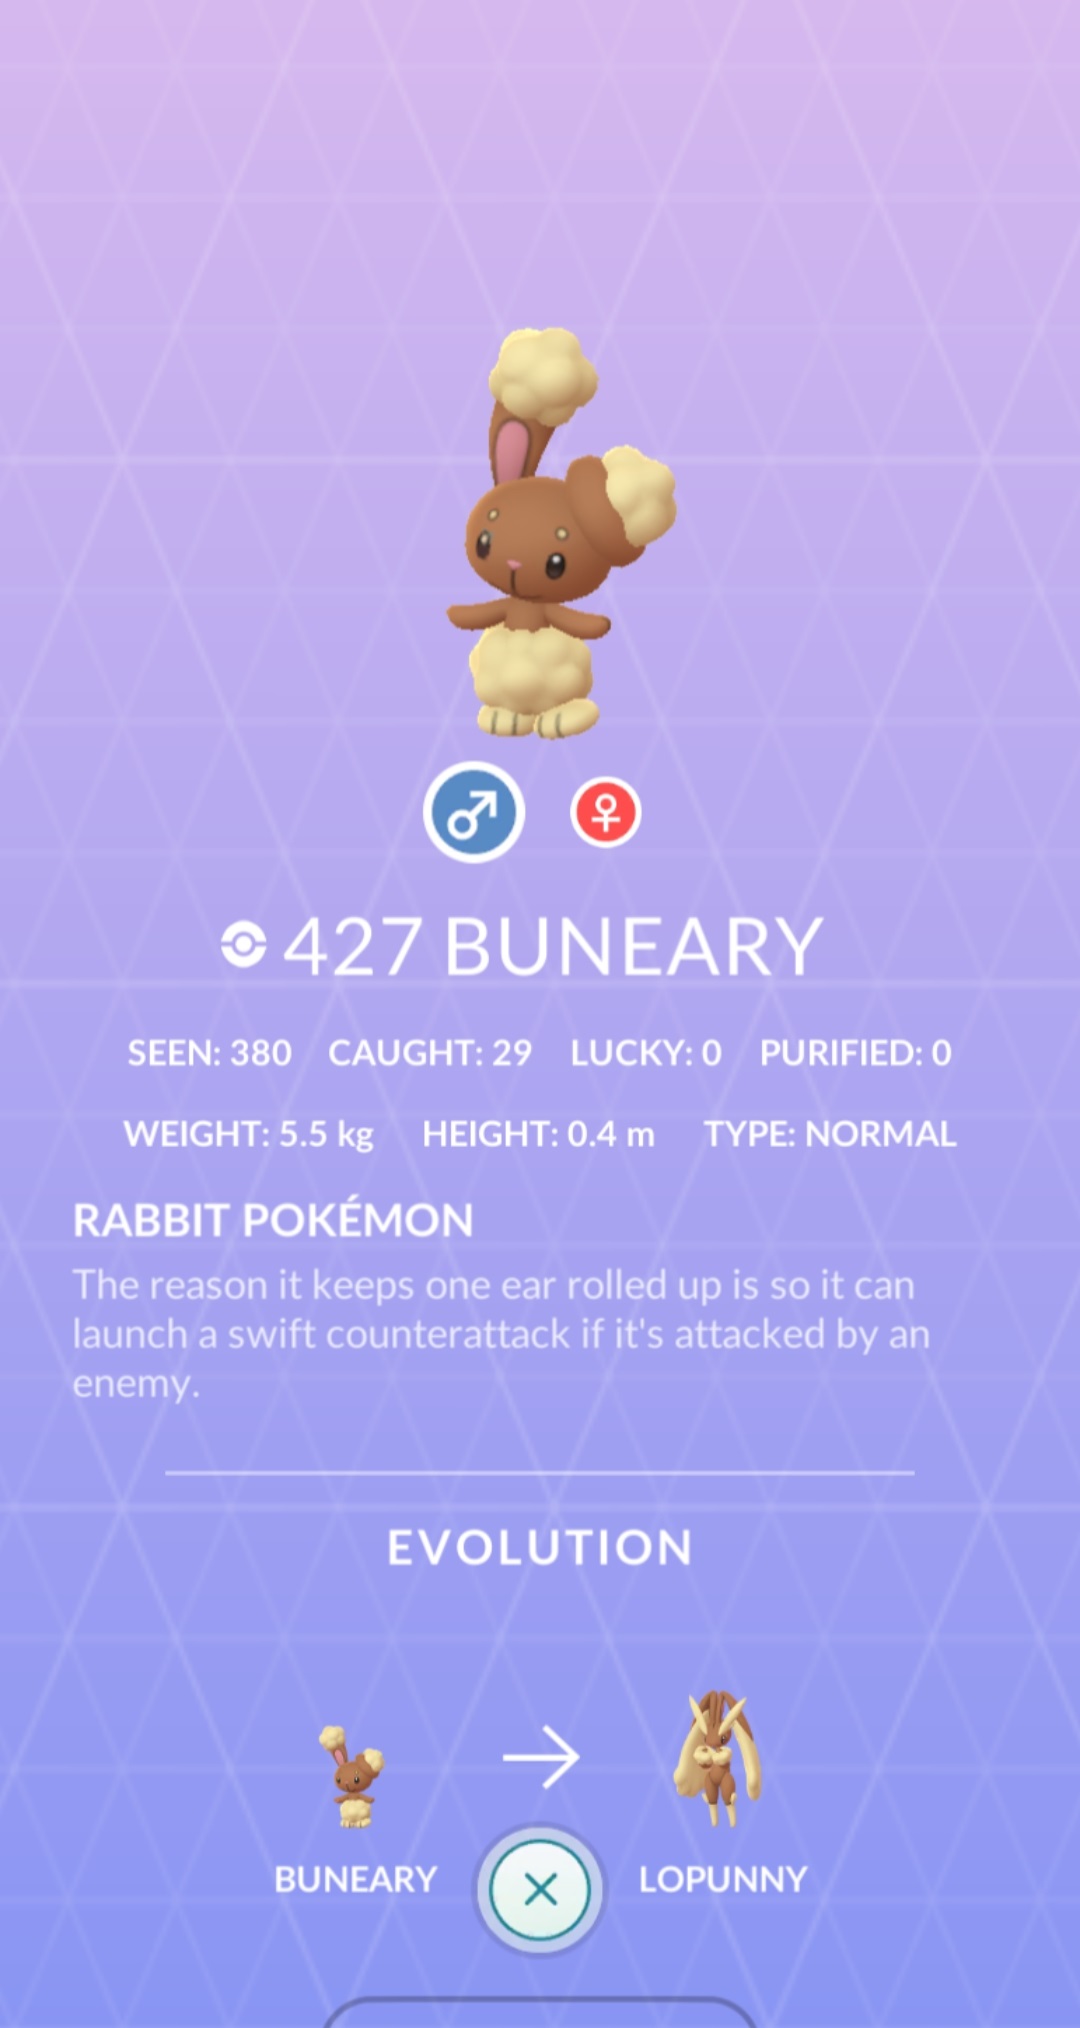 427 BUNEARY
SEEN: 380 CAUGHT: 29 LUCKY: 0 PURIFIED: 0
WEIGHT: 5.5 kg HEIGHT: 0.4 m TYPE: NORMAL
RABBIT POKÉMON
The reason it keeps one ear rolled up is so it can
launch a swift counterattack if it's attacked by an
enemy.
EVOLUTION
BUNEARY LOPUNNY